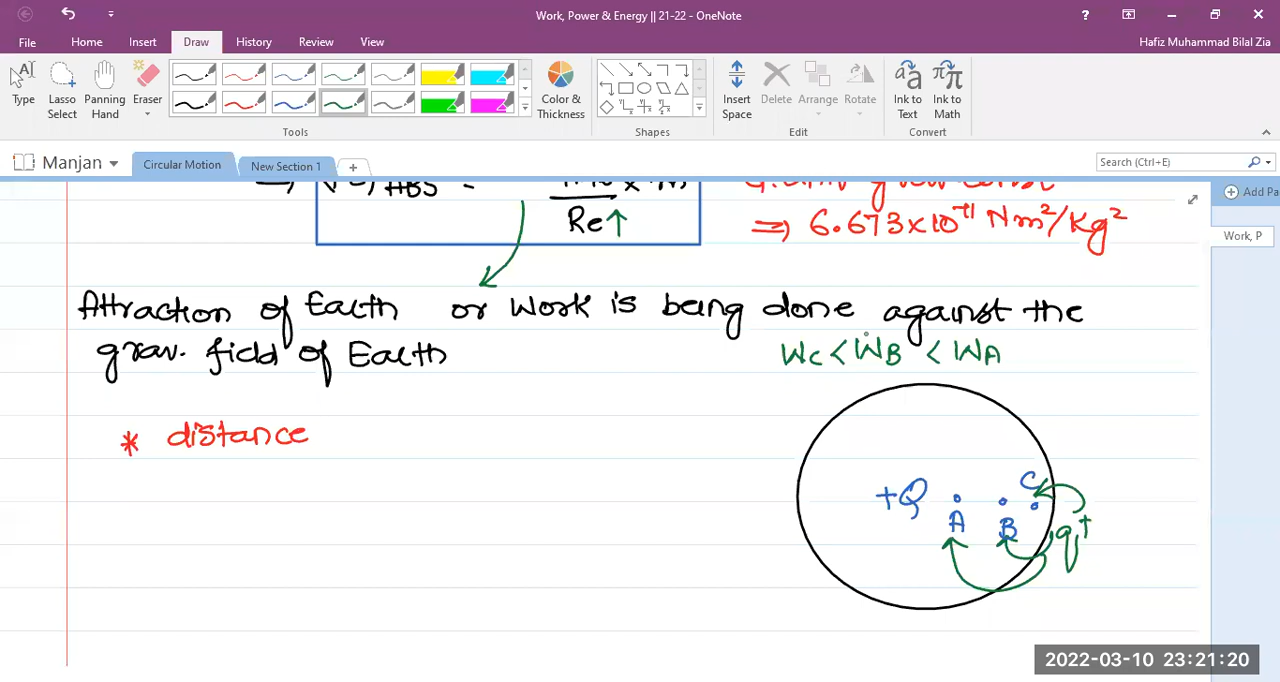 Work, Power & Energy || 21-22 - OneNote
File Home Insert Draw History Review View
Hafiz Muhammad Bilal Zia
Type Lasso Select Panning Hand Eraser
Color & Thickness
Insert Space Delete Arrange Rotate
Ink to Text Ink to Math
Tools Shapes Edit Convert
Manjan Circular Motion New Section 1
Search (Ctrl+E)
Add Pa
Work, P
ABS =
Re↑
⇒ 6.673×10⁻¹¹ Nm²/Kg²
Attraction of Earth or Work is being done against the
grav. field of Earth
Wc < WB < WA
* distance
+Q A B C
q+
2022-03-10 23:21:20